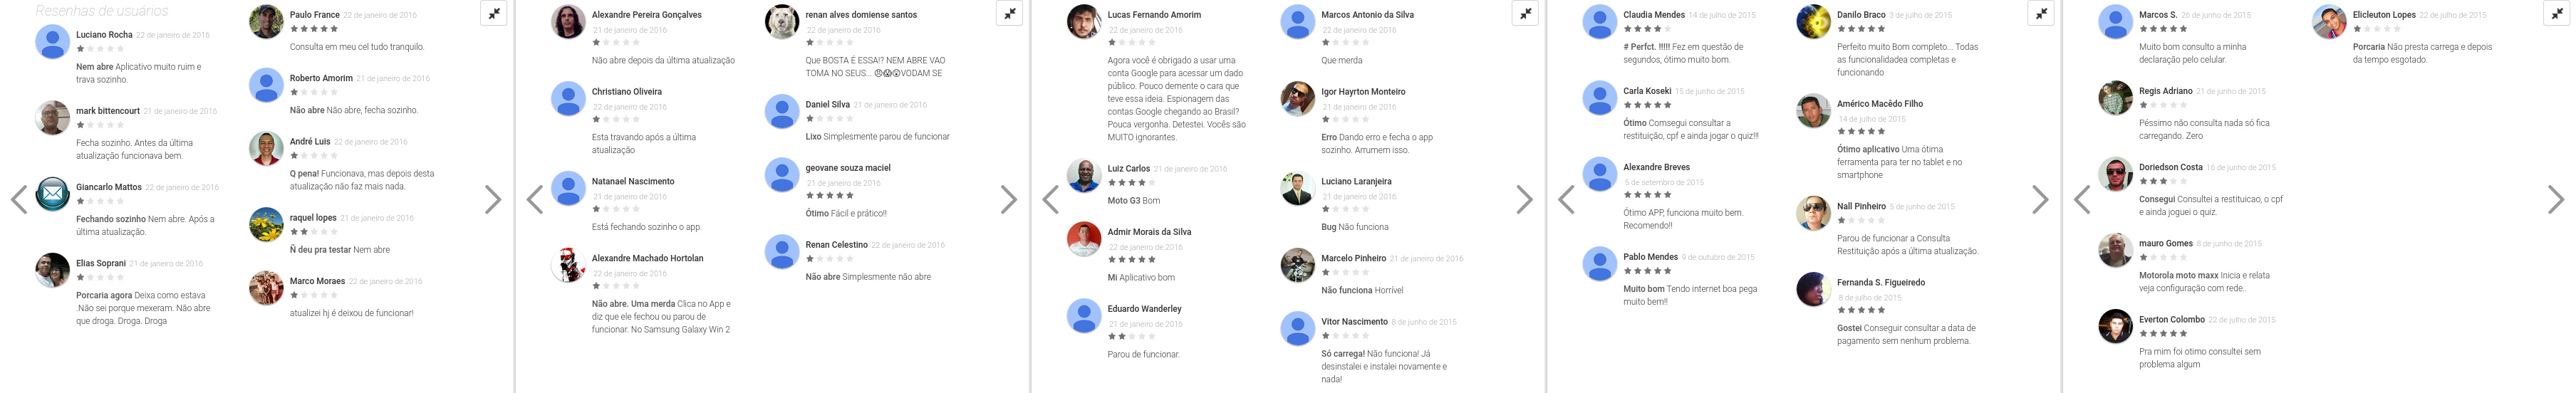 Resenhas de usuários
Luciano Rocha 22 de janeiro de 2016
Nem abre Aplicativo muito ruim e
trava sozinho.
mark bittencourt 21 de janeiro de 2016
Fecha sozinho. Antes da última
atualização funcionava bem.
Giancarlo Mattos 22 de janeiro de 2016
Fechando sozinho Nem abre. Após a
última atualização.
Elias Soprani 21 de janeiro de 2016
Porcaria agora Deixa como estava
.Não sei porque mexeram. Não abre
que droga. Droga. Droga
Paulo France 22 de janeiro de 2016
Consulta em meu cel tudo tranquilo.
Roberto Amorim 21 de janeiro de 2016
Não abre Não abre, fecha sozinho.
André Luis 22 de janeiro de 2016
Q pena! Funcionava, mas depois desta
atualização não faz mais nada.
raquel lopes 21 de janeiro de 2016
Ñ deu pra testar Nem abre
Marco Moraes 22 de janeiro de 2016
atualizei hj é deixou de funcionar!
Alexandre Pereira Gonçalves
21 de janeiro de 2016
Não abre depois da última atualização
Christiano Oliveira
22 de janeiro de 2016
Esta travando após a última
atualização
Natanael Nascimento
21 de janeiro de 2016
Está fechando sozinho o app.
Alexandre Machado Hortolan
22 de janeiro de 2016
Não abre. Uma merda Clica no App e
diz que ele fechou ou parou de
funcionar. No Samsung Galaxy Win 2
renan alves domiense santos
22 de janeiro de 2016
Que BOSTA É ESSA!? NEM ABRE VAO
TOMA NO SEUS... VODAM SE
Daniel Silva 21 de janeiro de 2016
Lixo Simplesmente parou de funcionar
geovane souza maciel
21 de janeiro de 2016
Ótimo Fácil e prático!!
Renan Celestino 22 de janeiro de 2016
Não abre Simplesmente não abre
Lucas Fernando Amorim
22 de janeiro de 2016
Agora você é obrigado a usar uma
conta Google para acessar um dado
público. Pouco demente o cara que
teve essa ideia. Espionagem das
contas Google chegando ao Brasil?
Pouca vergonha. Detestei. Vocês são
MUITO ignorantes.
Luiz Carlos 21 de janeiro de 2016
Moto G3 Bom
Admir Morais da Silva
22 de janeiro de 2016
Mi Aplicativo bom
Eduardo Wanderley
21 de janeiro de 2016
Parou de funcionar.
Marcos Antonio da Silva
22 de janeiro de 2016
Que merda
Igor Hayrton Monteiro
21 de janeiro de 2016
Erro Dando erro e fecha o app
sozinho. Arrumem isso.
Luciano Laranjeira
21 de janeiro de 2016
Bug Não funciona
Marcelo Pinheiro 21 de janeiro de 2016
Não funciona Horrível
Vitor Nascimento 8 de junho de 2015
Só carrega! Não funciona! Já
desinstalei e instalei novamente e
nada!
Claudia Mendes 14 de julho de 2015
# Perfct. !!!!! Fez em questão de
segundos, ótimo muito bom.
Carla Koseki 15 de junho de 2015
Ótimo Comsegui consultar a
restituição, cpf e ainda jogar o quiz!!!
Alexandre Breves
5 de setembro de 2015
Ótimo APP, funciona muito bem.
Recomendo!!
Pablo Mendes 9 de outubro de 2015
Muito bom Tendo internet boa pega
muito bem!!
Danilo Braco 3 de julho de 2015
Perfeito muito Bom completo... Todas
as funcionalidadea completas e
funcionando
Américo Macêdo Filho
14 de julho de 2015
Ótimo aplicativo Uma ótima
ferramenta para ter no tablet e no
smartphone
Nall Pinheiro 5 de junho de 2015
Parou de funcionar a Consulta
Restituição após a última atualização.
Fernanda S. Figueiredo
8 de julho de 2015
Gostei Conseguir consultar a data de
pagamento sem nenhum problema.
Marcos S. 26 de junho de 2015
Muito bom consulto a minha
declaração pelo celular.
Regis Adriano 21 de junho de 2015
Péssimo não consulta nada só fica
carregando. Zero
Doriedson Costa 16 de junho de 2015
Consegui Consultei a restituicao, o cpf
e ainda joguei o quiz.
mauro Gomes 8 de junho de 2015
Motorola moto maxx Inicia e relata
veja configuração com rede..
Everton Colombo 22 de julho de 2015
Pra mim foi otimo consultei sem
problema algum
Elicleuton Lopes 22 de julho de 2015
Porcaria Não presta carrega e depois
da tempo esgotado.